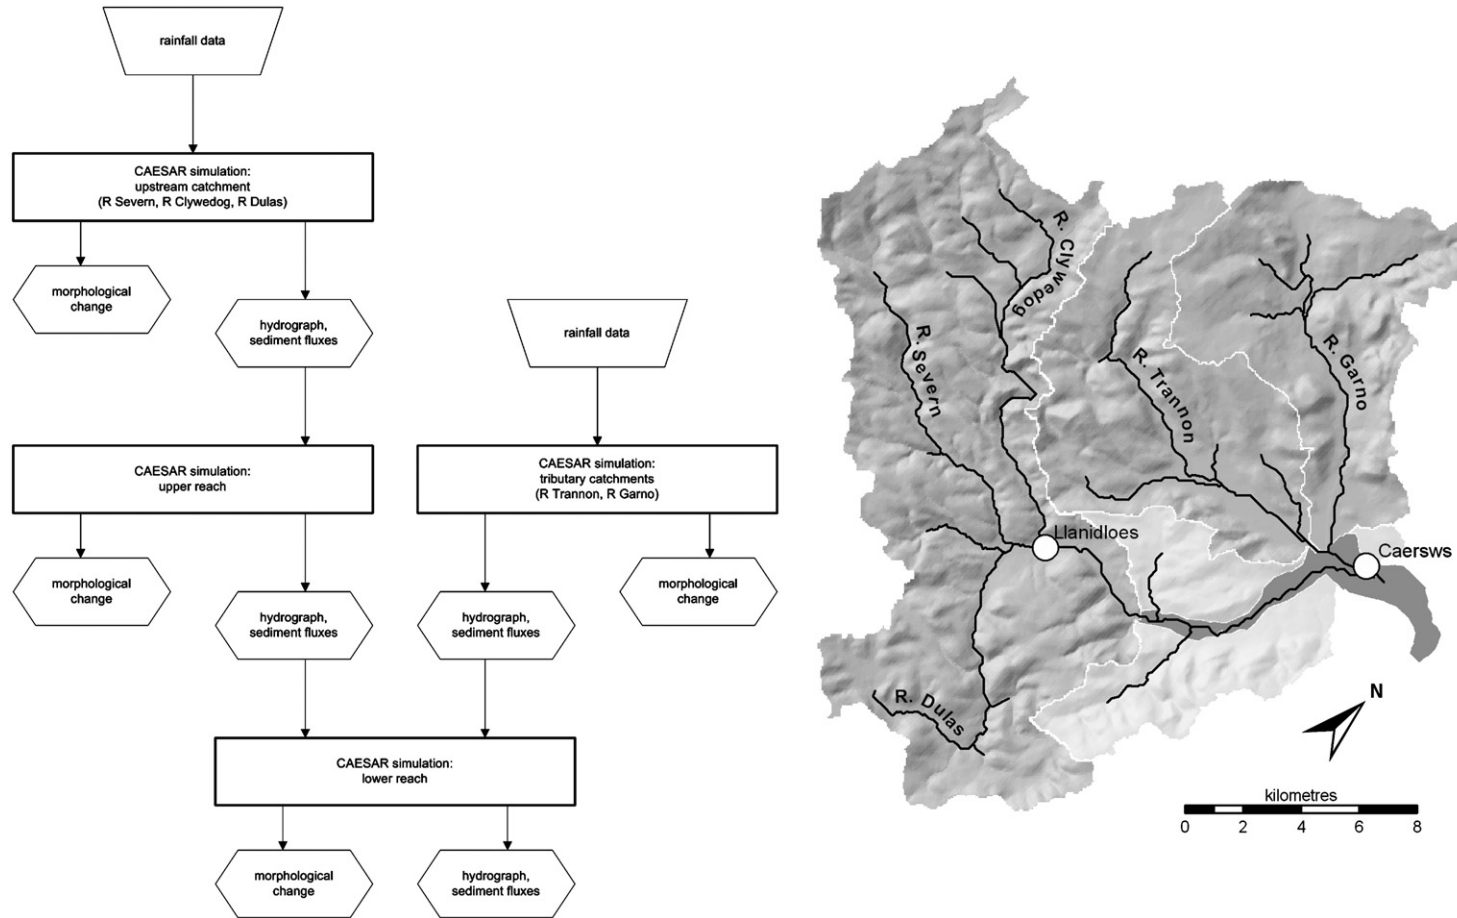 rainfall data
CAESAR simulation:
upstream catchment
(R Severn, R Clywedog, R Dulas)
morphological
change
hydrograph,
sediment fluxes
rainfall data
CAESAR simulation:
upper reach
CAESAR simulation:
tributary catchments
(R Trannon, R Garno)
morphological
change
hydrograph,
sediment fluxes
hydrograph,
sediment fluxes
morphological
change
CAESAR simulation:
lower reach
morphological
change
hydrograph,
sediment fluxes
R. Clywedog
R. Severn
R. Trannon
R. Garno
Llanidloes
Caersws
R. Dulas
N
kilometres
0 2 4 6 8